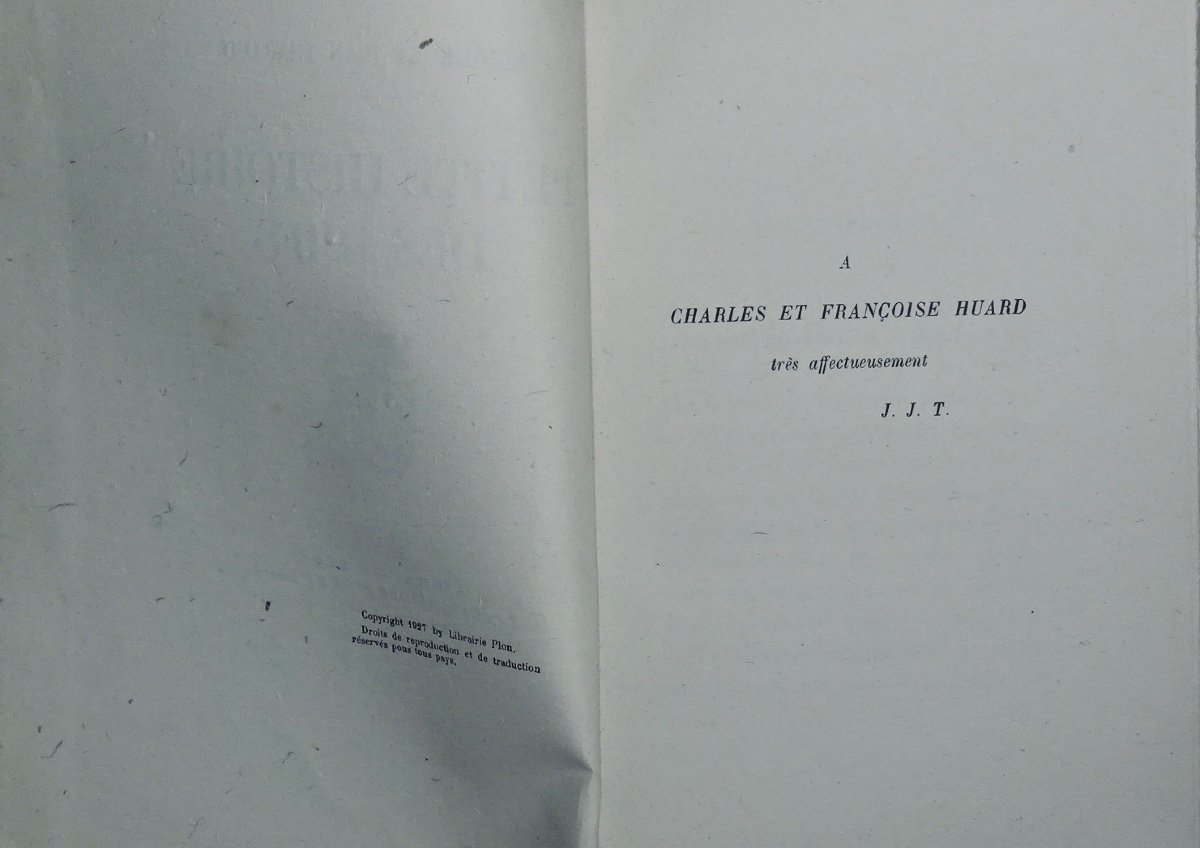 Copyright 1927 by Librairie Plon.
Droits de reproduction et de traduction
réservés pous tous pays.
A
CHARLES ET FRANÇOISE HUARD
très affectueusement
J. J. T.